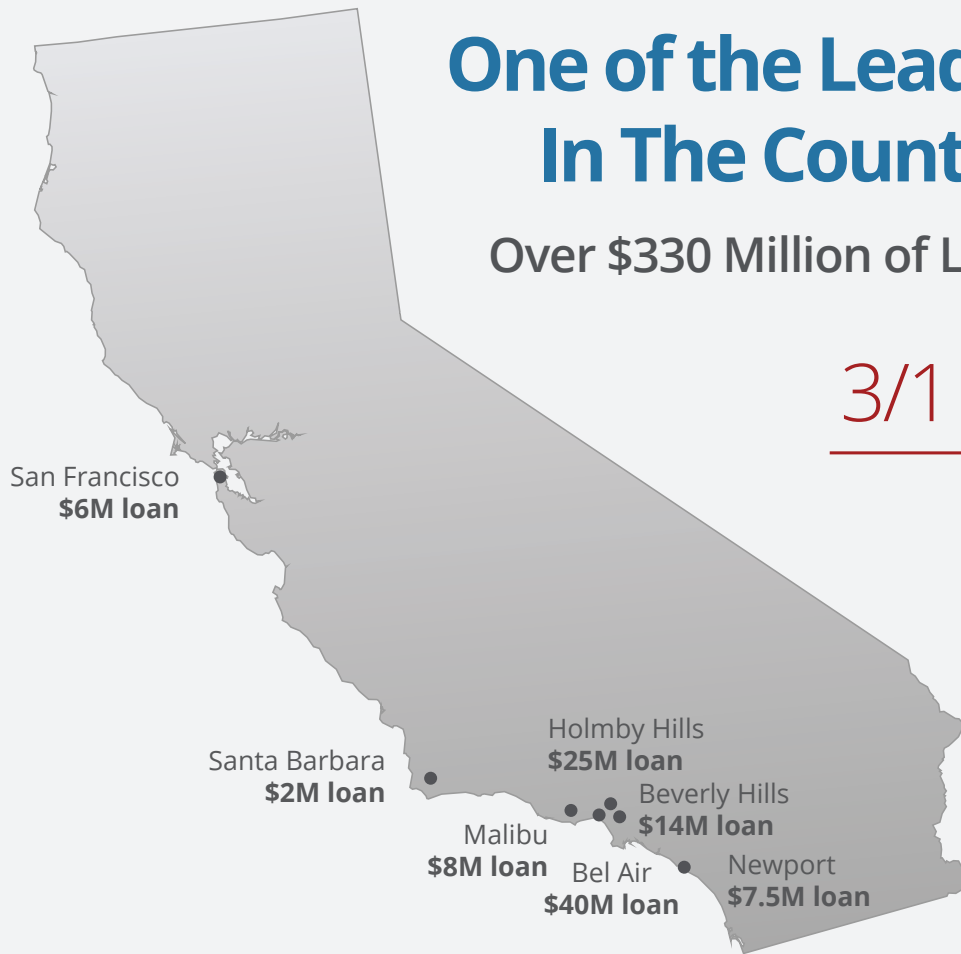 One of the Lead
In The Count
Over $330 Million of L
3/1
San Francisco
$6M loan
Holmby Hills
$25M loan
Santa Barbara
$2M loan
Beverly Hills
$14M loan
Malibu
$8M loan
Bel Air
$40M loan
Newport
$7.5M loan